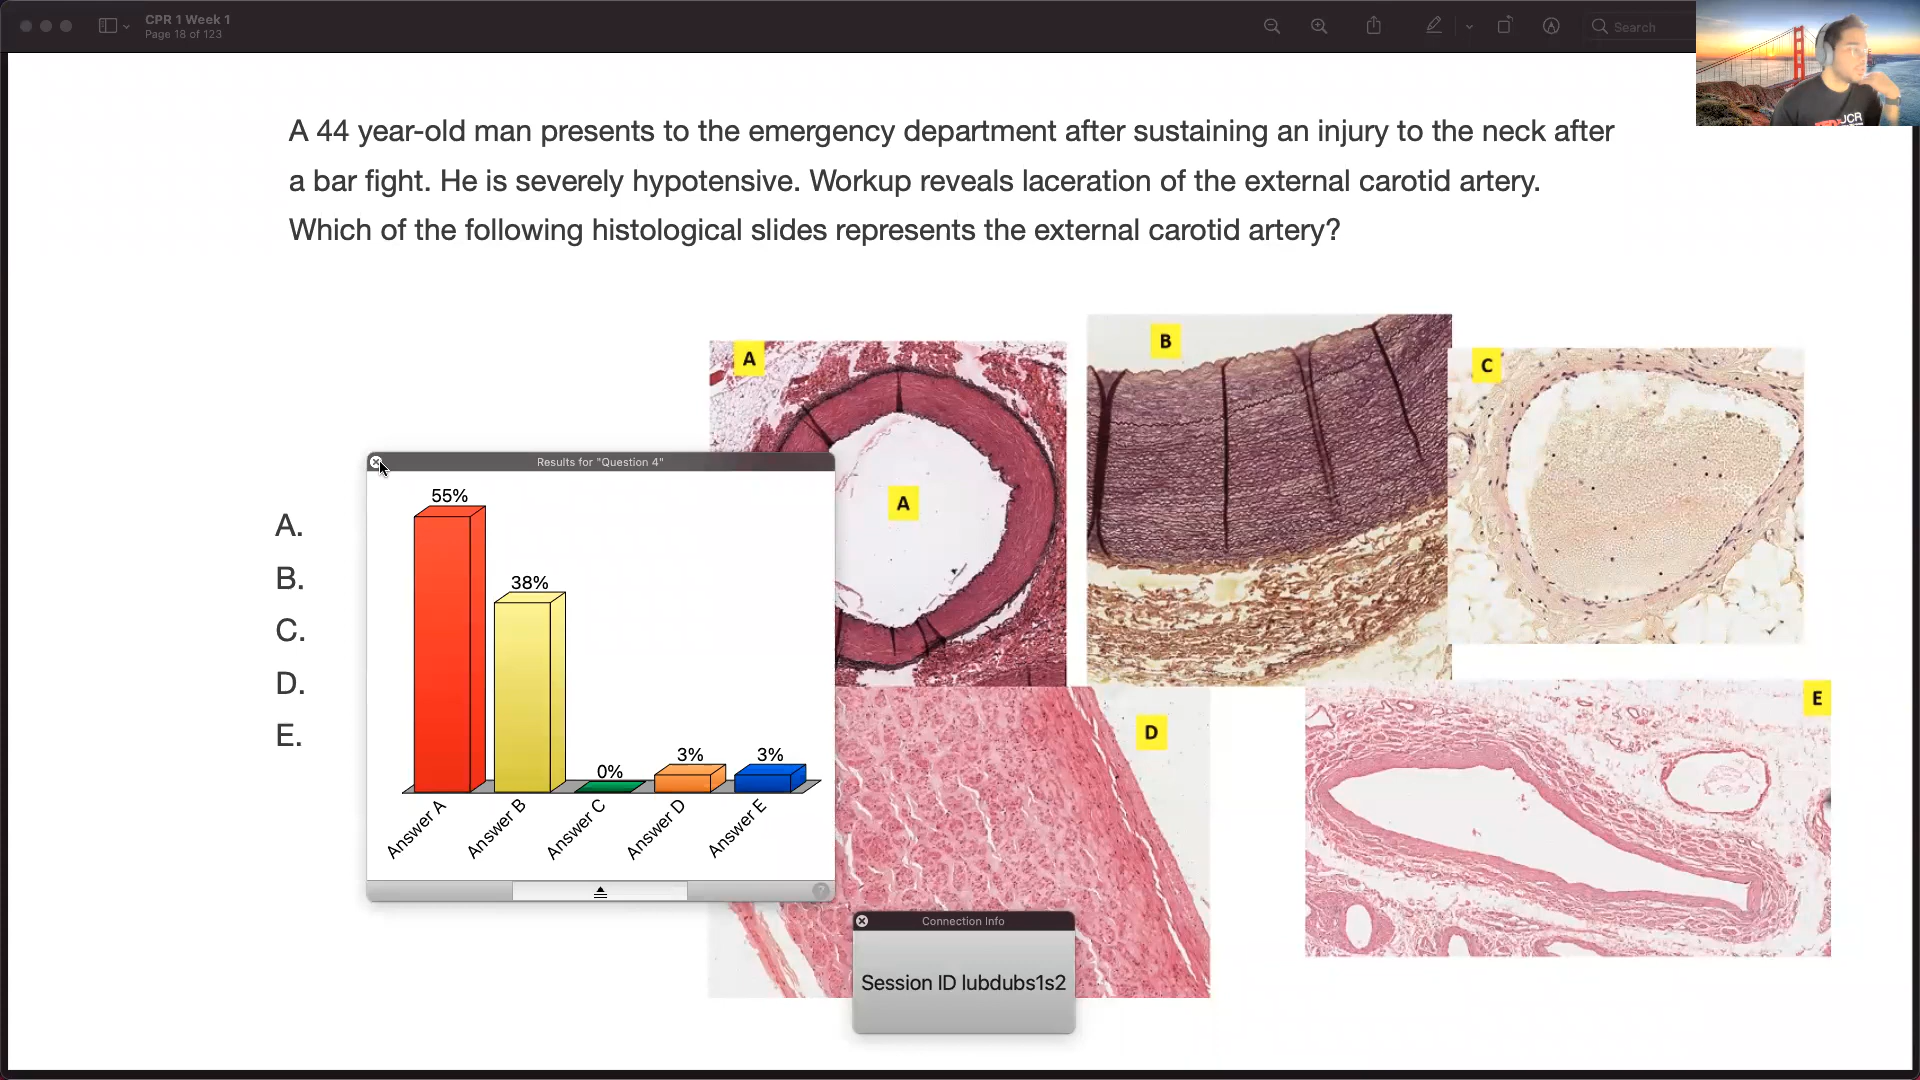 CPR 1 Week 1
Page 18 of 123
Search
UCR
A 44 year-old man presents to the emergency department after sustaining an injury to the neck after
a bar fight. He is severely hypotensive. Workup reveals laceration of the external carotid artery.
Which of the following histological slides represents the external carotid artery?
A
B
C
A
Results for "Question 4"
55%
38%
0%
3%
3%
Answer A
Answer B
Answer C
Answer D
Answer E
?
A.
B.
C.
D.
E.
D
E
Connection Info
Session ID lubdubs1s2